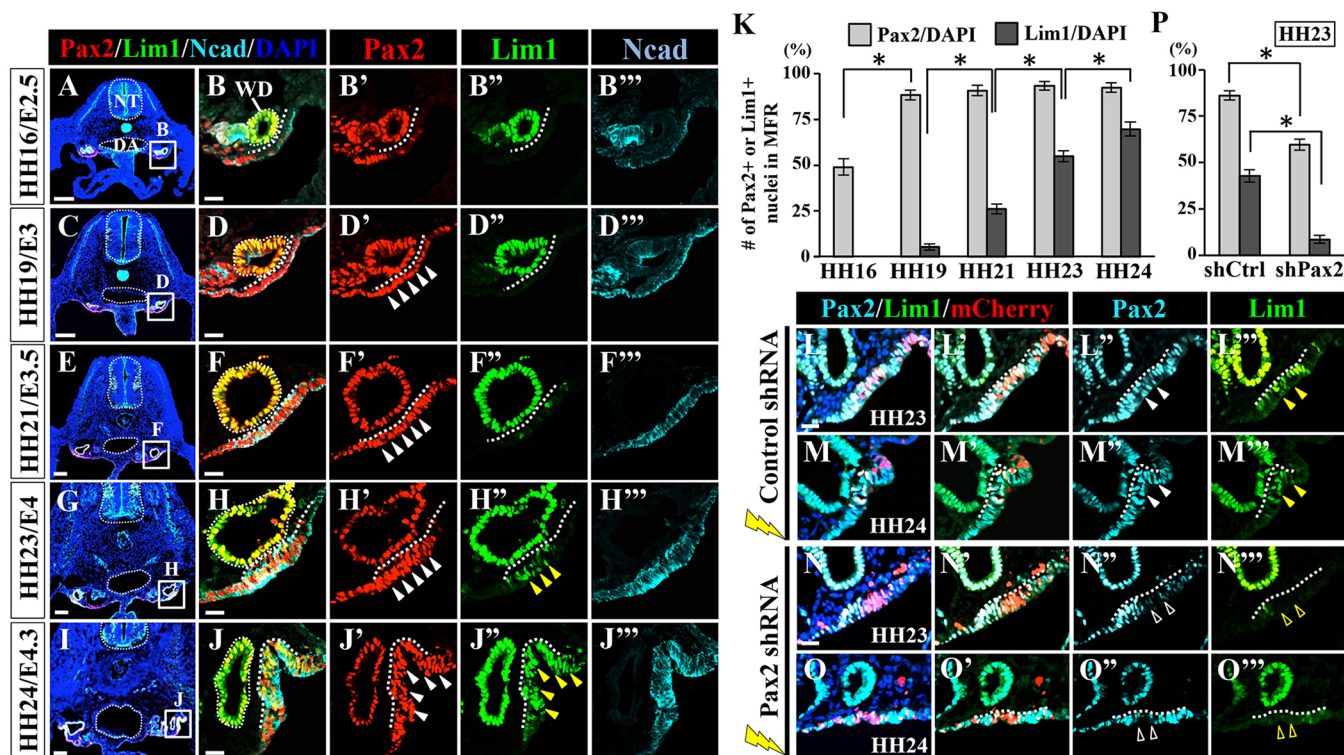 Pax2/Lim1/Ncad/DAPI Pax2 Lim1 Ncad
HH16/E2.5
A NT DA B
B WD
B’ B’’ B’’’
HH19/E3
C D
D D’ D’’ D’’’
HH21/E3.5
E F
F F’ F’’ F’’’
HH23/E4
G H
H H’ H’’ H’’’
HH24/E4.3
I J
J J’ J’’ J’’’
K
Pax2/DAPI Lim1/DAPI
(%)
# of Pax2+ or Lim1+
nuclei in MFR
100
75
50
25
0
* * * *
HH16 HH19 HH21 HH23 HH24
P HH23
(%)
100
75
50
25
0
*
*
shCtrl shPax2
Pax2/Lim1/mCherry Pax2 Lim1
Control shRNA
L L’ L’’ L’’’
HH23
M M’ M’’ M’’’
HH24
Pax2 shRNA
N N’ N’’ N’’’
HH23
O O’ O’’ O’’’
HH24